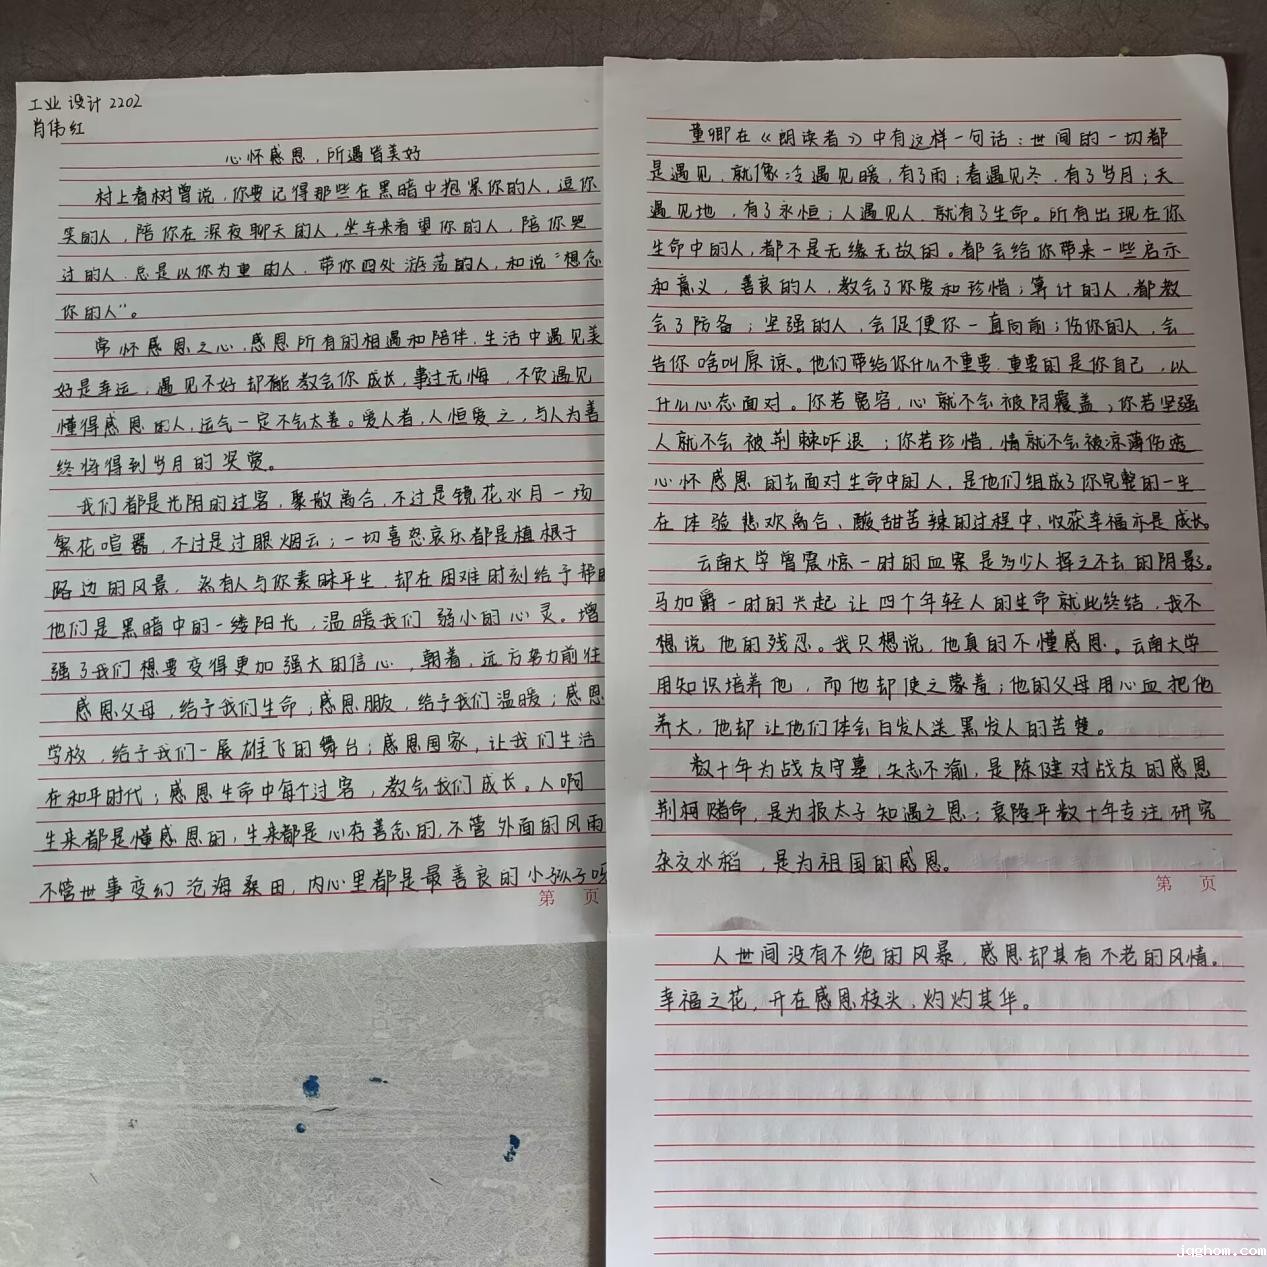 工业设计2202
肖伟红
心怀感恩,所遇皆美好
村上春树曾说,你要记得那些在黑暗中抱紧你的人,逗你
笑的人,陪你在深夜聊天的人,坐车来看望你的人,陪你哭
过的人.总是以你为重的人.带你四处游荡的人,和说“想念
你的人”。
常怀感恩之心,感恩所有的相遇和陪伴.生活中遇见美
好是幸运,遇见不好却能教会你成长,事过无悔,不负遇见
懂得感恩的人,运气一定不会太差。爱人者,人恒爱之,与人为善
终将得到岁月的奖赏。
我们都是光阴的过客,聚散离合,不过是镜花水月一场
繁花喧嚣,不过是过眼烟云;一切喜怒哀乐都是植根于
路边的风景.总有人与你素昧平生.却在困难时刻给予帮助
他们是黑暗中的一缕阳光,温暖我们弱小的心灵。增
强了我们想要变得更加强大的信心,朝着,远方努力前往
感恩父母,给予我们生命;感恩朋友,给予我们温暖;感恩
学校,给予我们一展雄飞的舞台;感恩国家,让我们生活
在和平时代;感恩生命中每个过客,教会我们成长。人啊
生来都是懂感恩的,生来都是心存善念的,不管外面的风雨
不管世事变幻沧海桑田,内心里都是最善良的小孩子呀
第 页
董卿在《朗读者》中有这样一句话:世间的一切都
是遇见,就像冷遇见暖,有了雨;春遇见冬,有了岁月;天
遇见地,有了永恒;人遇见人.就有了生命。所有出现在你
生命中的人,都不是无缘无故的。都会给你带来一些启示
和意义,善良的人,教会了你爱和珍惜;算计的人,都教
会了防备;坚强的人,会促使你一直向前;伤你的人,会
告你啥叫原谅。他们带给你什么不重要.重要的是你自己,以
什么心态面对。你若宽容,心就不会被阴霾覆盖;你若坚强
人就不会被荆棘吓退;你若珍惜,情就不会被凉薄伤透
心怀感恩的去面对生命中的人,是他们组成了你完整的一生
在体验悲欢离合、酸甜苦辣的过程中,收获幸福亦是成长。
云南大学曾震惊一时的血案是多少人挥之不去的阴影。
马加爵一时的兴起让四个年轻人的生命就此终结,我不
想说他的残忍。我只想说,他真的不懂感恩。云南大学
用知识培养他,而他却使之蒙羞;他的父母用心血把他
养大,他却让他们体会白发人送黑发人的苦楚。
数十年为战友守墓,矢志不渝,是陈健对战友的感恩
荆柯赌命,是为报太子知遇之恩;袁隆平数十年专注研究
杂交水稻,是为祖国的感恩。
第 页
人世间没有不绝的风暴,感恩却其有不老的风情。
幸福之花,开在感恩枝头,灼灼其华。
jqghom.com